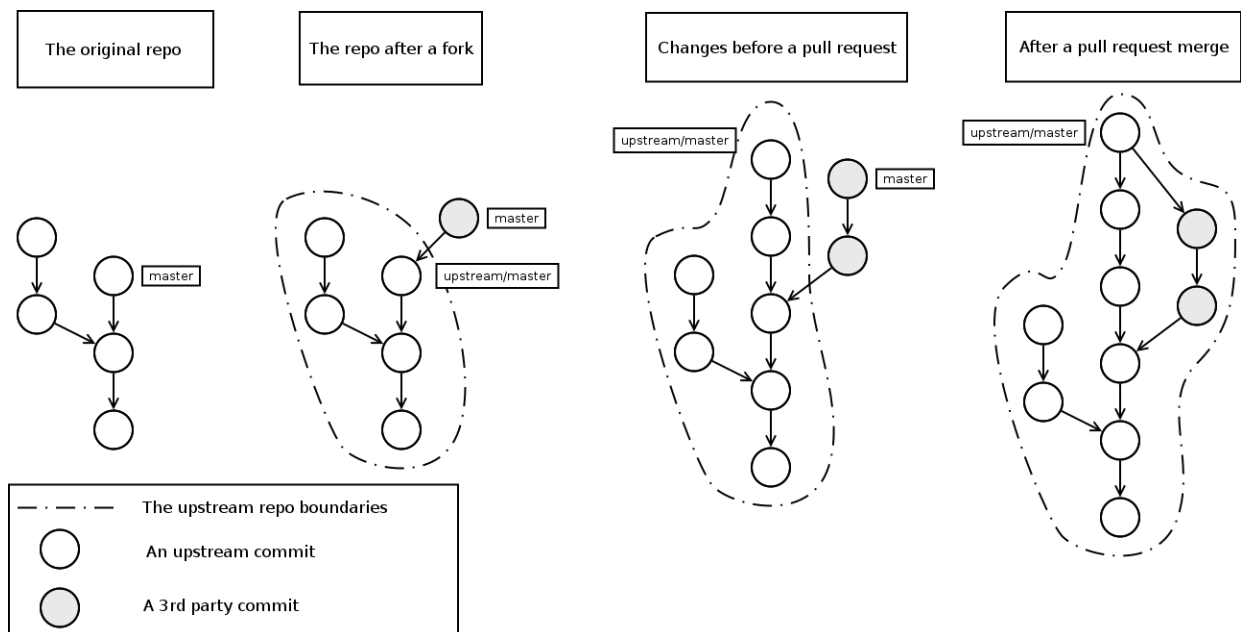 The original repo
The repo after a fork
Changes before a pull request
After a pull request merge
master
master
upstream/master
upstream/master
master
upstream/master
The upstream repo boundaries
An upstream commit
A 3rd party commit